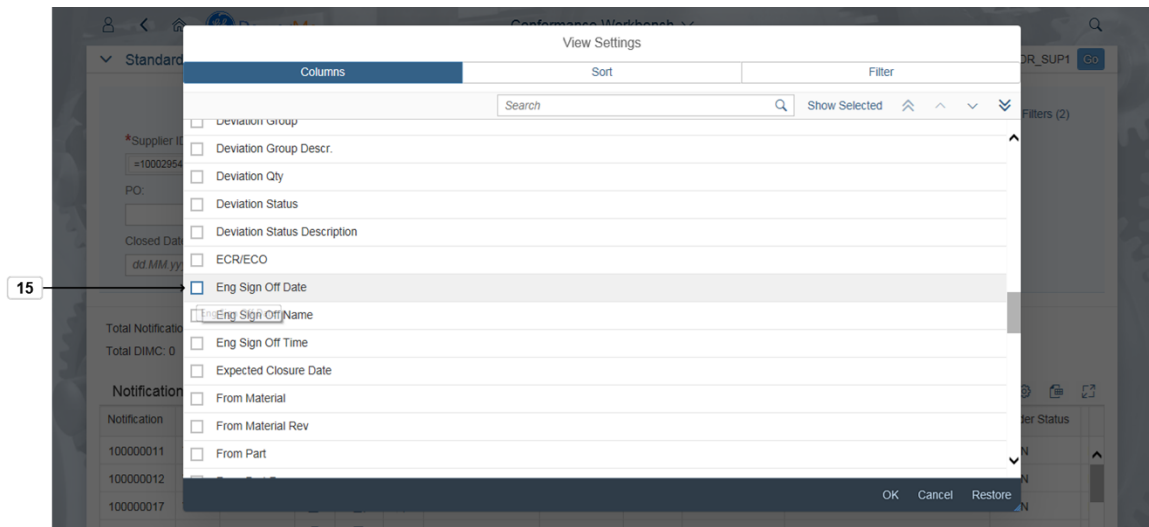 Conformance Workbench
View Settings
Standard
DR_SUP1 Go
Columns Sort Filter
Search Show Selected
Filters (2)
Deviation Group
*Supplier ID
Deviation Group Descr.
=10002954
Deviation Qty
PO:
Deviation Status
Deviation Status Description
Closed Date
ECR/ECO
dd.MM.yy
15
Eng Sign Off Date
Eng Sign Off Name
Total Notificatio
Eng Sign Off Time
Total DIMC: 0
Expected Closure Date
Notification
From Material
Notification
From Material Rev
der Status
100000011
From Part
N
100000012
N
OK Cancel Restore
100000017
N